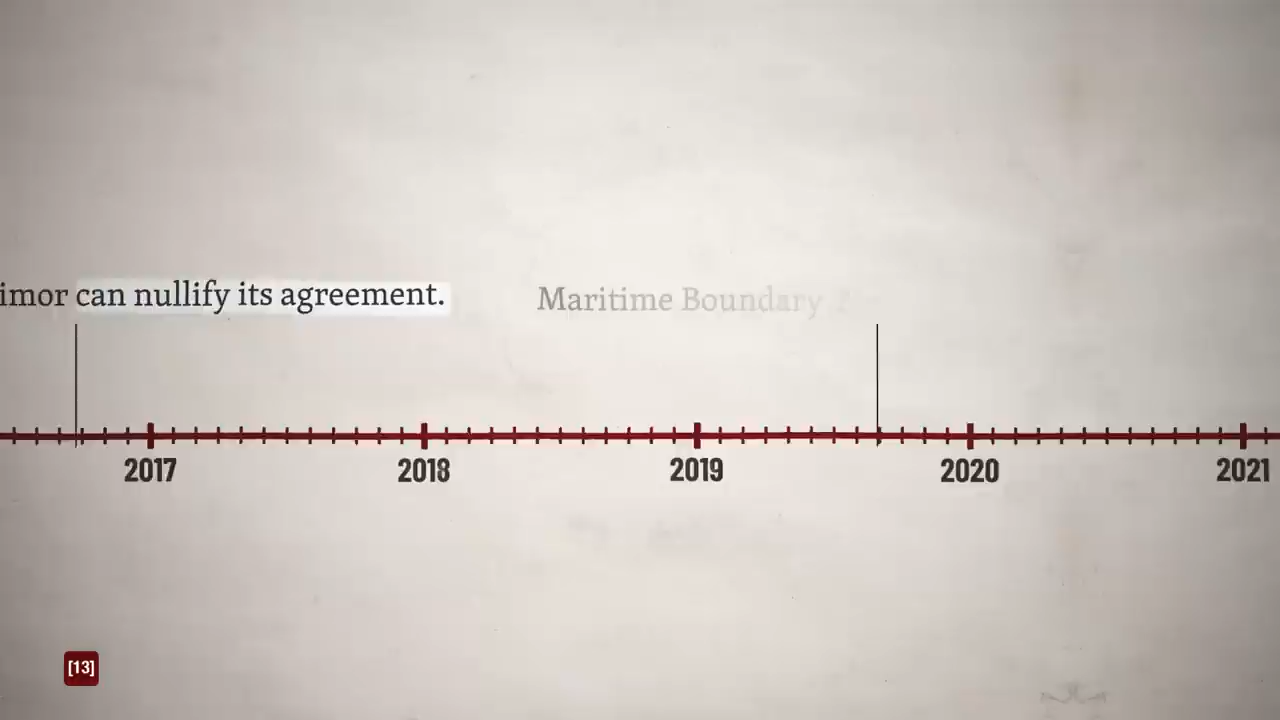 imor can nullify its agreement.
Maritime Boundary
2017 2018 2019 2020 2021
[13]